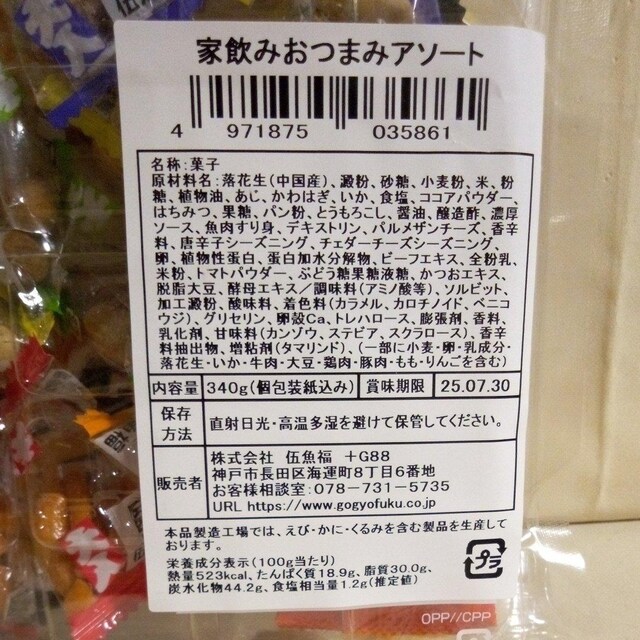 家飲みおつまみアソート
4 971875 035861
名称:菓子
原材料名:落花生(中国産)、澱粉、砂糖、小麦粉、米、粉
糖、植物油、あじ、かわはぎ、いか、食塩、ココアパウダー、
はちみつ、果糖、パン粉、とうもろこし、醤油、醸造酢、濃厚
ソース、魚肉すり身、デキストリン、パルメザンチーズ、香辛
料、唐辛子シーズニング、チェダーチーズシーズニング、
卵、植物性蛋白、蛋白加水分解物、ビーフエキス、全粉乳、
米粉、トマトパウダー、ぶどう糖果糖液糖、かつおエキス、
脱脂大豆、酵母エキス/調味料(アミノ酸等)、ソルビット、
加工澱粉、酸味料、着色料(カラメル、カロチノイド、ベニコ
ウジ)、グリセリン、卵殻Ca、トレハロース、膨張剤、香料、
乳化剤、甘味料(カンゾウ、ステビア、スクラロース)、香辛
料抽出物、増粘剤(タマリンド)、(一部に小麦・卵・乳成分・
落花生・いか・牛肉・大豆・鶏肉・豚肉・もも・りんごを含む)
内容量 340g(個包装紙込み) 賞味期限 25.07.30
保存方法 直射日光・高温多湿を避けて保管してください。
販売者 株式会社 伍魚福 +G88
神戸市長田区海運町8丁目6番地
お客様相談室:078-731-5735
URL https://www.gogyofuku.co.jp
本品製造工場では、えび・かに・くるみを含む製品を生産して
おります。
栄養成分表示(100g当たり)
熱量523kcal、たんぱく質18.9g、脂質30.0g、
炭水化物44.2g、食塩相当量1.2g(推定値)
プラ
OPP//CPP